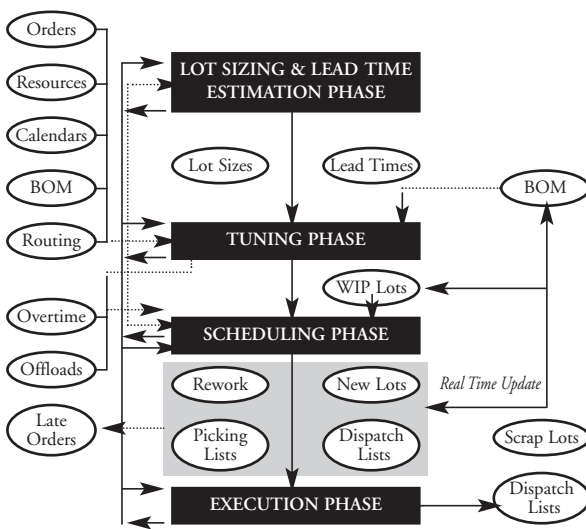 Orders
LOT SIZING & LEAD TIME
ESTIMATION PHASE
Resources
Calendars
Lot Sizes
Lead Times
BOM
BOM
Routing
TUNING PHASE
WIP Lots
Overtime
SCHEDULING PHASE
Offloads
Rework
New Lots
Real Time Update
Late
Orders
Picking
Lists
Dispatch
Lists
Scrap Lots
EXECUTION PHASE
Dispatch
Lists